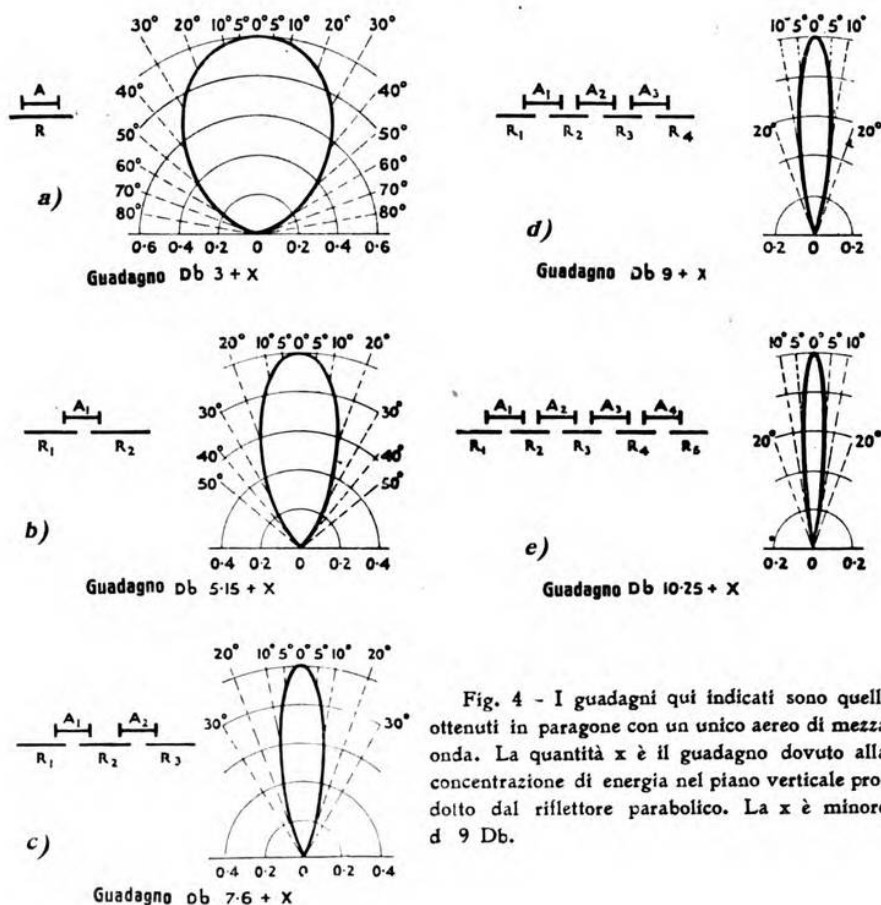 30° 20° 10° 5° 0° 5° 10° 20° 30°
40° 40°
50° 50°
60° 60°
70° 70°
80° 80°
0·6 0·4 0·2 0 0·2 0·4 0·6
A
R
a)
Guadagno Db 3 + X
20° 10° 5° 0° 5° 10° 20°
30° 30°
40° 40°
50° 50°
0·4 0·2 0 0·2 0·4
A1
R1 R2
b)
Guadagno Db 5·15 + X
20° 10° 5° 0° 5° 10° 20°
30° 30°
0·4 0·2 0 0·2 0·4
A1 A2
R1 R2 R3
c)
Guadagno Db 7·6 + X
10° 5° 0° 5° 10°
20° 20°
0·2 0 0·2
A1 A2 A3
R1 R2 R3 R4
d)
Guadagno Db 9 + X
10° 5° 0° 5° 10°
20° 20°
0·2 0 0·2
A1 A2 A3 A4
R1 R2 R3 R4 R5
e)
Guadagno Db 10·25 + X
Fig. 4 - I guadagni qui indicati sono quell
ottenuti in paragone con un unico aereo di mezza
onda. La quantità x è il guadagno dovuto alla
concentrazione di energia nel piano verticale pro-
dotto dal riflettore parabolico. La x è minore
d 9 Db.